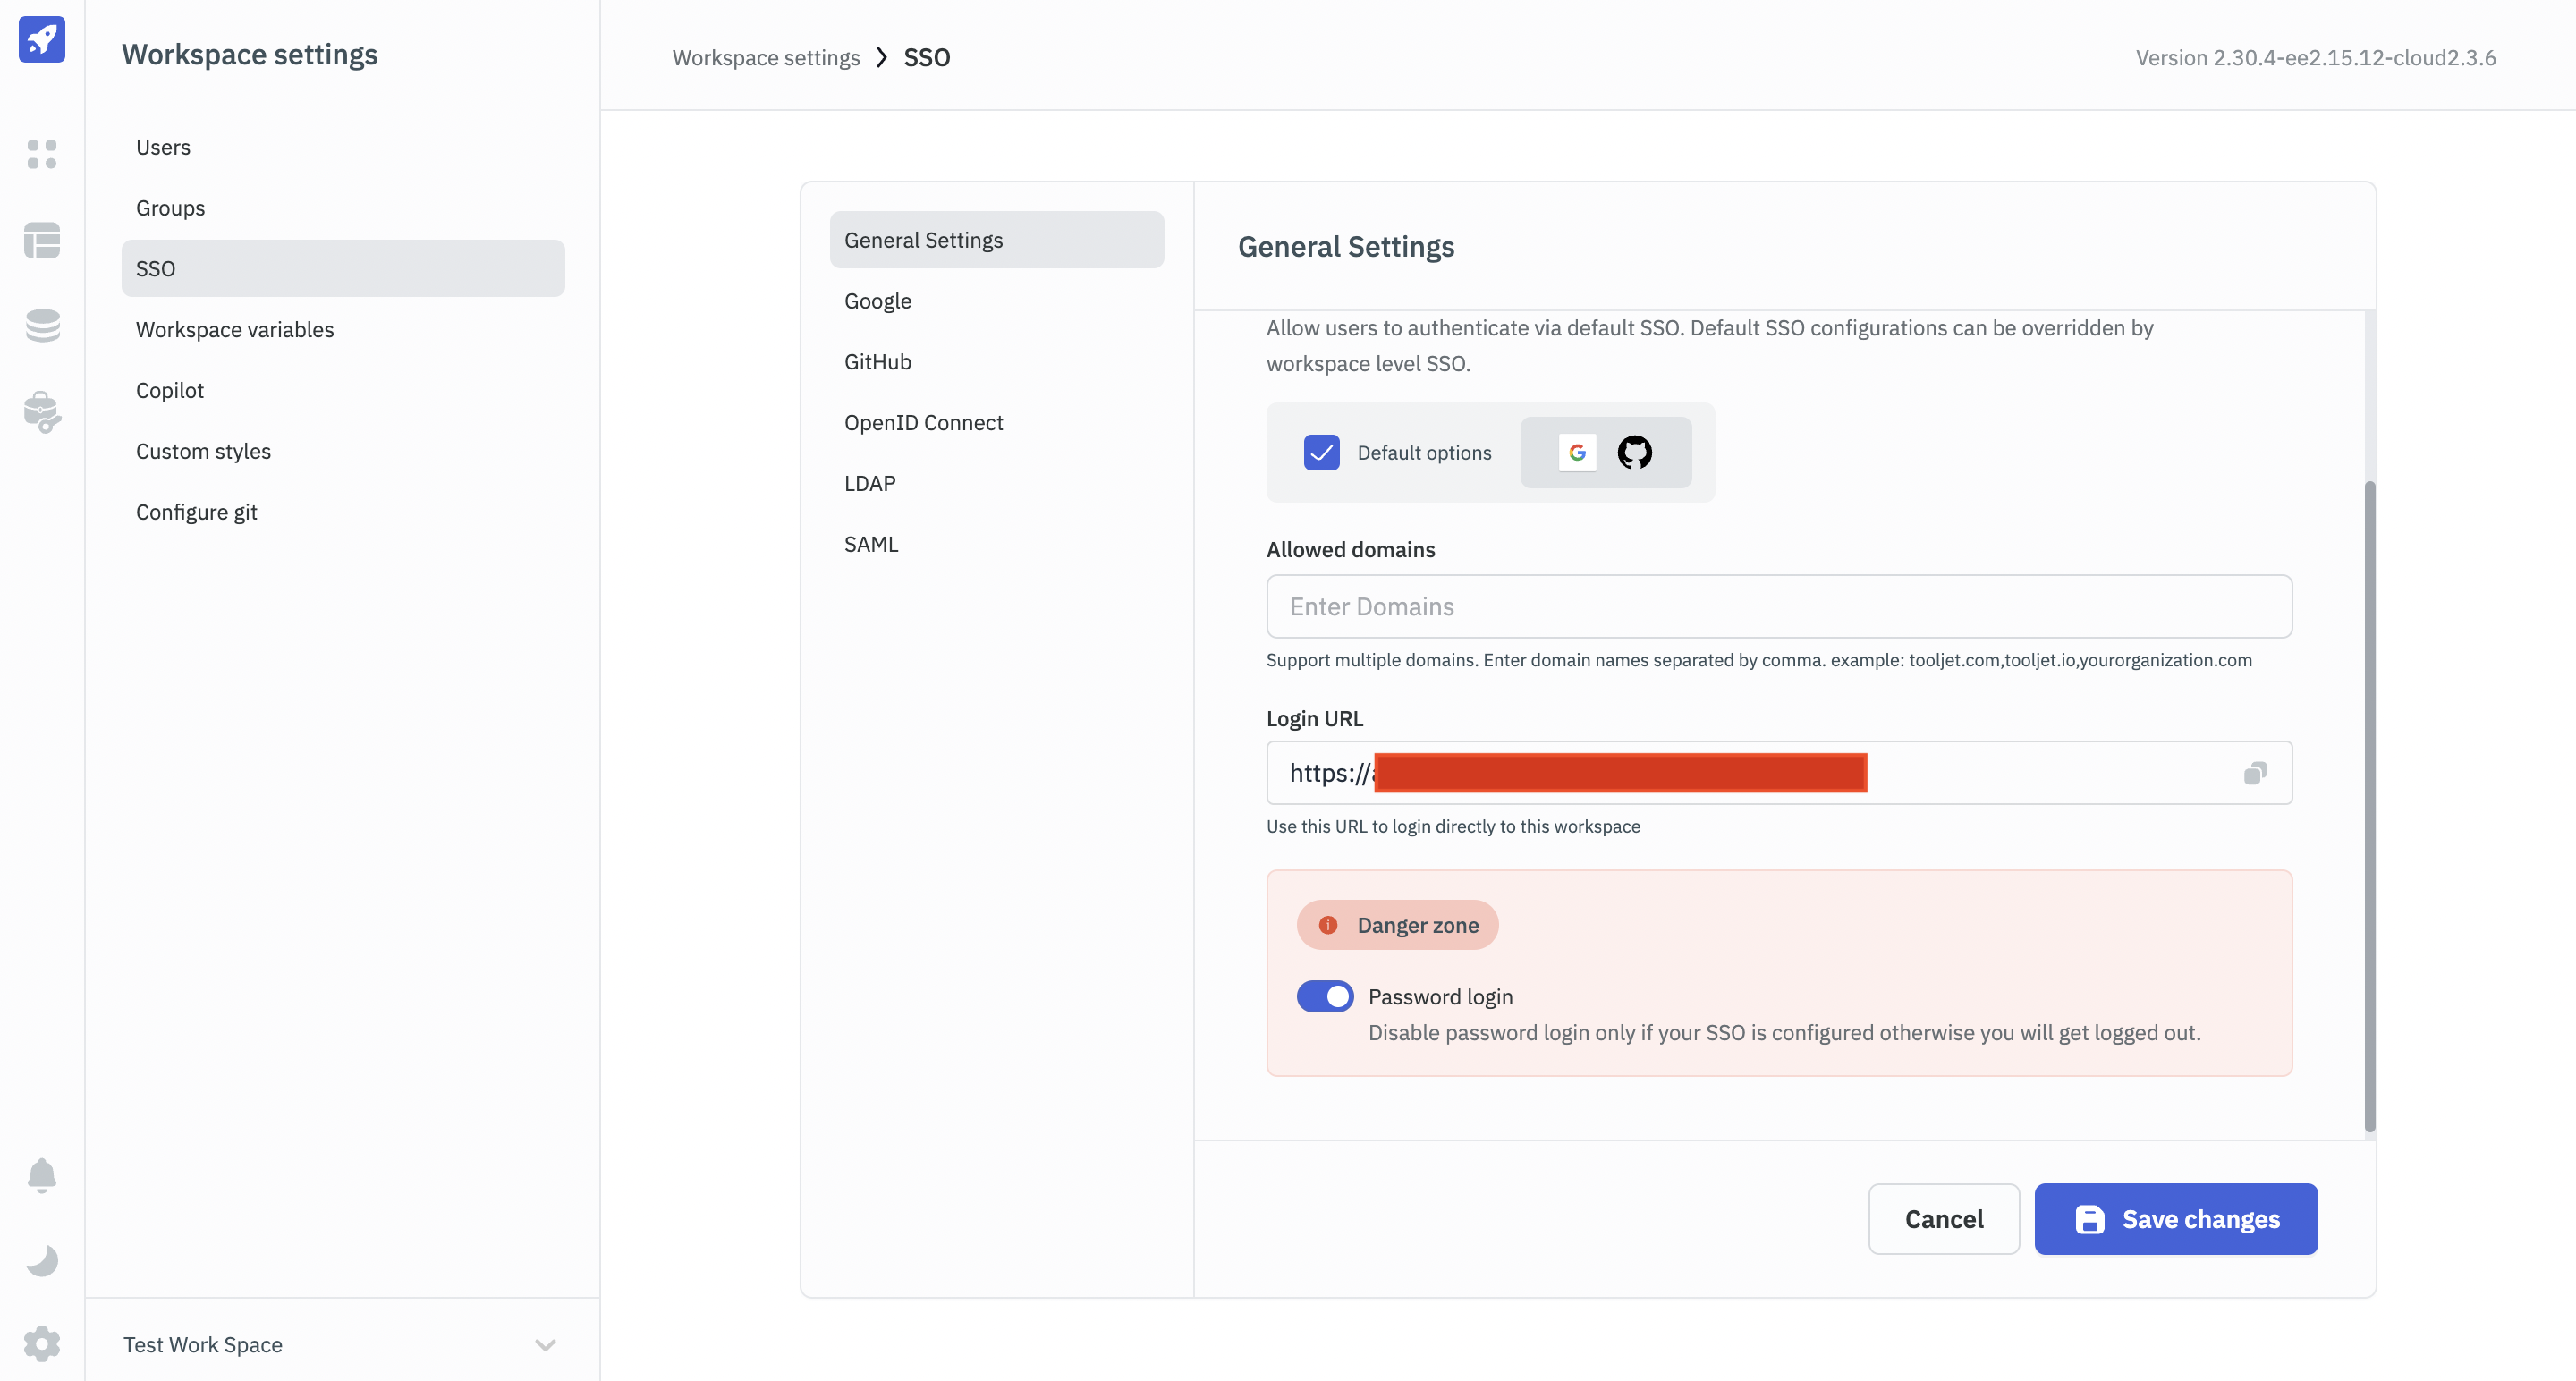 Workspace settings
Users
Groups
SSO
Workspace variables
Copilot
Custom styles
Configure git
Test Work Space
Workspace settings > SSO
Version 2.30.4-ee2.15.12-cloud2.3.6
General Settings
Google
GitHub
OpenID Connect
LDAP
SAML
General Settings
Allow users to authenticate via default SSO. Default SSO configurations can be overridden by
workspace level SSO.
Default options
Allowed domains
Enter Domains
Support multiple domains. Enter domain names separated by comma. example: tooljet.com,tooljet.io,yourorganization.com
Login URL
https://
Use this URL to login directly to this workspace
Danger zone
Password login
Disable password login only if your SSO is configured otherwise you will get logged out.
Cancel
Save changes